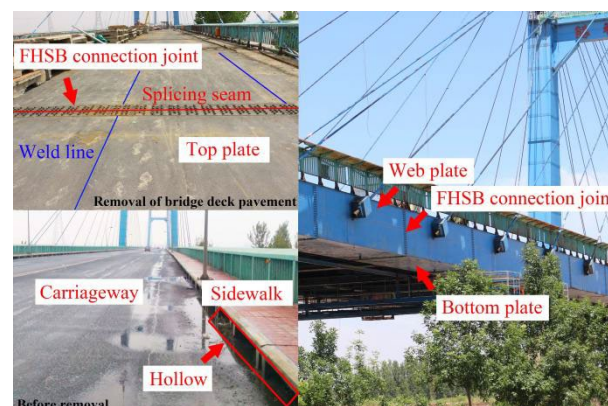 FHSB connection joint
Splicing seam
Weld line
Top plate
Removal of bridge deck pavement
Carriageway
Sidewalk
Hollow
Before removal
Web plate
FHSB connection joint
Bottom plate